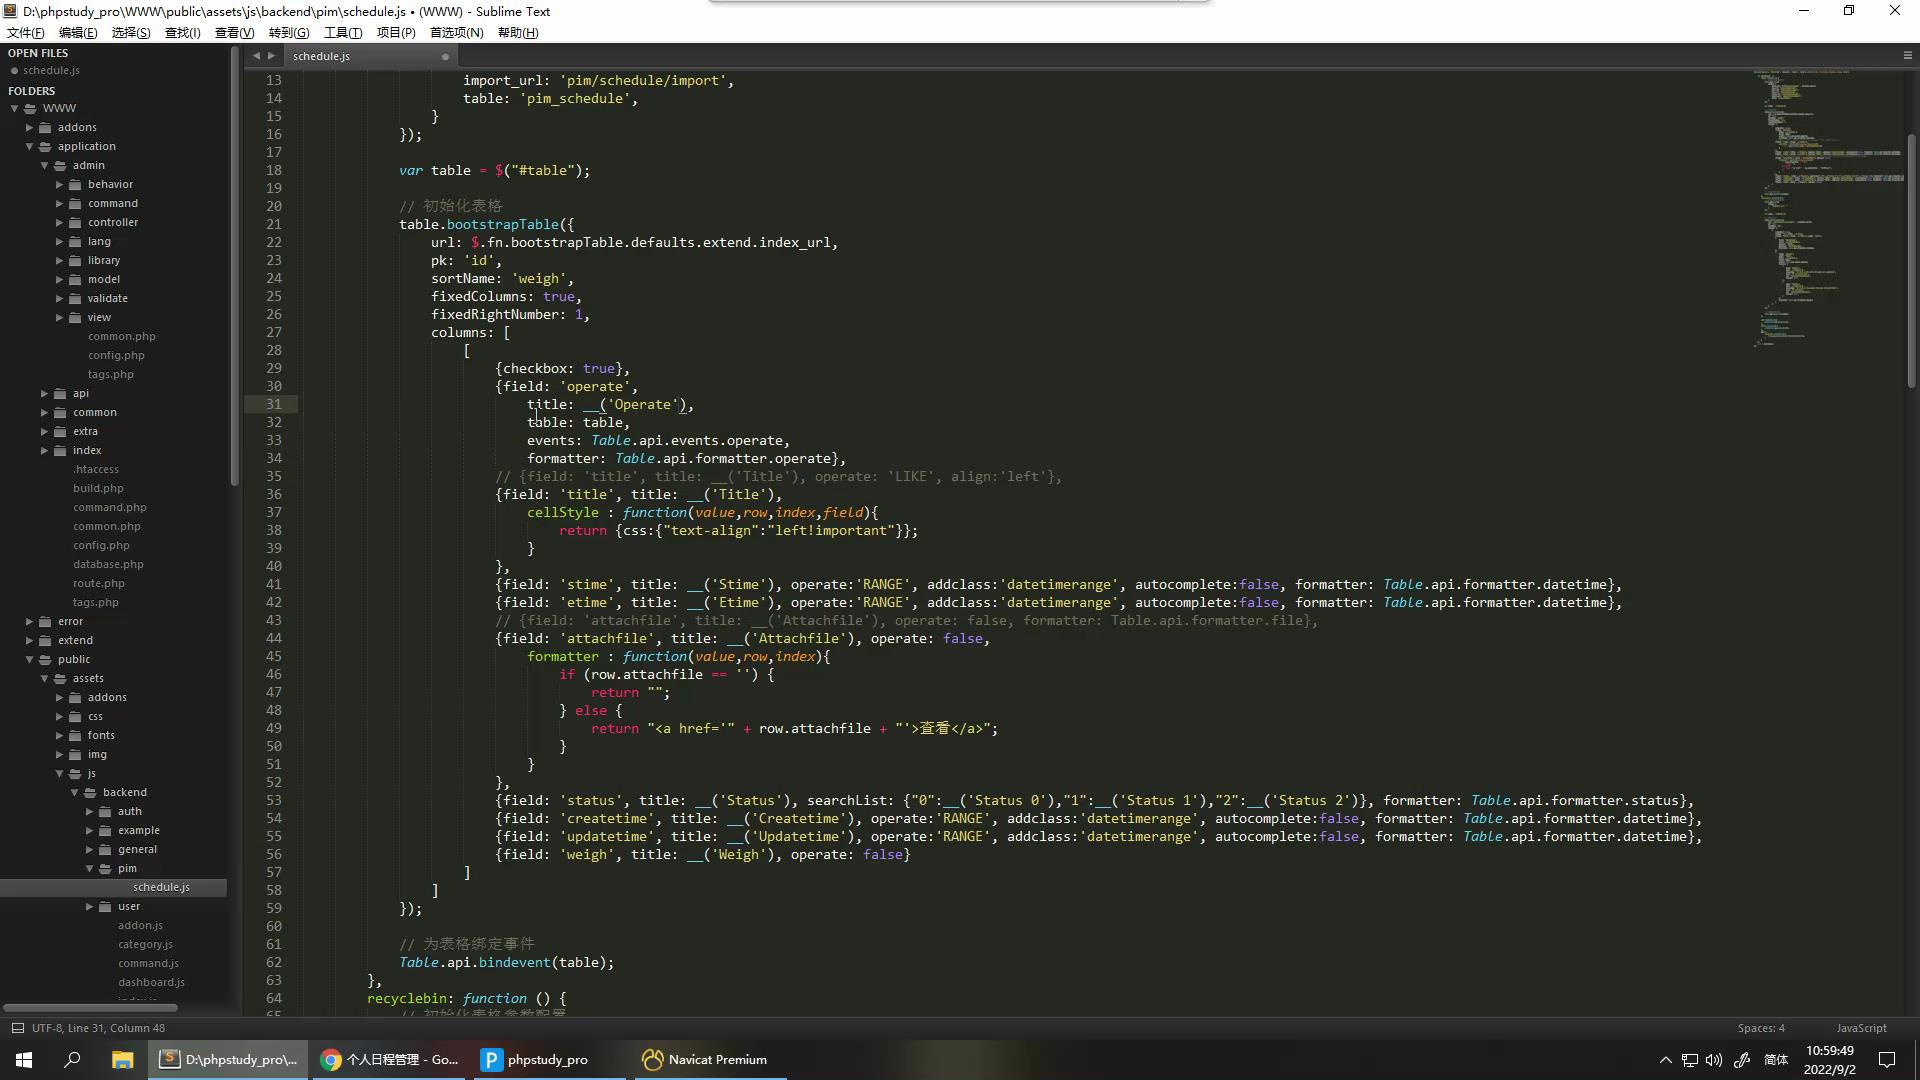 D:\phpstudy_pro\WWW\public\assets\js\backend\pim\schedule.js • (WWW) - Sublime Text
文件(F) 编辑(E) 选择(S) 查找(I) 查看(V) 转到(G) 工具(T) 项目(P) 首选项(N) 帮助(H)
OPEN FILES
schedule.js
FOLDERS
WWW
addons
application
admin
behavior
command
controller
lang
library
model
validate
view
common.php
config.php
tags.php
api
common
extra
index
.htaccess
build.php
command.php
common.php
config.php
database.php
route.php
tags.php
error
extend
public
assets
addons
css
fonts
img
js
backend
auth
example
general
pim
schedule.js
user
addon.js
category.js
command.js
dashboard.js
schedule.js
13 import_url: 'pim/schedule/import',
14 table: 'pim_schedule',
15 }
16 });
17
18 var table = $("#table");
19
20 // 初始化表格
21 table.bootstrapTable({
22 url: $.fn.bootstrapTable.defaults.extend.index_url,
23 pk: 'id',
24 sortName: 'weigh',
25 fixedColumns: true,
26 fixedRightNumber: 1,
27 columns: [
28 [
29 {checkbox: true},
30 {field: 'operate',
31 title: __('Operate'),
32 table: table,
33 events: Table.api.events.operate,
34 formatter: Table.api.formatter.operate},
35 // {field: 'title', title: __('Title'), operate: 'LIKE', align:'left'},
36 {field: 'title', title: __('Title'),
37 cellStyle : function(value,row,index,field){
38 return {css:{"text-align":"left!important"}};
39 }
40 },
41 {field: 'stime', title: __('Stime'), operate:'RANGE', addclass:'datetimerange', autocomplete:false, formatter: Table.api.formatter.datetime},
42 {field: 'etime', title: __('Etime'), operate:'RANGE', addclass:'datetimerange', autocomplete:false, formatter: Table.api.formatter.datetime},
43 // {field: 'attachfile', title: __('Attachfile'), operate: false, formatter: Table.api.formatter.file},
44 {field: 'attachfile', title: __('Attachfile'), operate: false,
45 formatter : function(value,row,index){
46 if (row.attachfile == '') {
47 return "";
48 } else {
49 return "<a href='" + row.attachfile + "'>查看</a>";
50 }
51 }
52 },
53 {field: 'status', title: __('Status'), searchList: {"0":__('Status 0'),"1":__('Status 1'),"2":__('Status 2')}, formatter: Table.api.formatter.status},
54 {field: 'createtime', title: __('Createtime'), operate:'RANGE', addclass:'datetimerange', autocomplete:false, formatter: Table.api.formatter.datetime},
55 {field: 'updatetime', title: __('Updatetime'), operate:'RANGE', addclass:'datetimerange', autocomplete:false, formatter: Table.api.formatter.datetime},
56 {field: 'weigh', title: __('Weigh'), operate: false}
57 ]
58 ]
59 });
60
61 // 为表格绑定事件
62 Table.api.bindevent(table);
63 },
64 recyclebin: function () {
65 // 初始化表格参数配置
UTF-8, Line 31, Column 48
Spaces: 4
JavaScript
D:\phpstudy_pro\...
个人日程管理 - Go...
phpstudy_pro
Navicat Premium
简体
10:59:49
2022/9/2